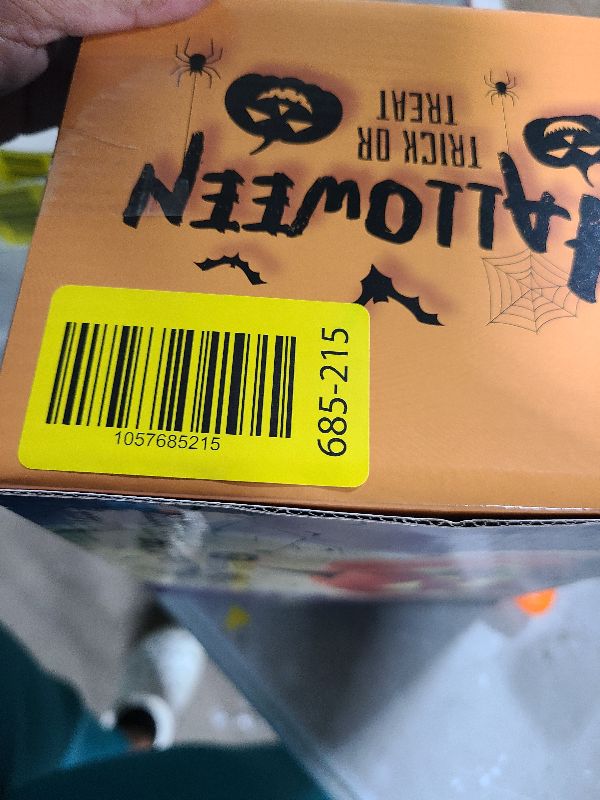 TRICK OR
TREAT
HALLOWEEN
1057685215
685-215